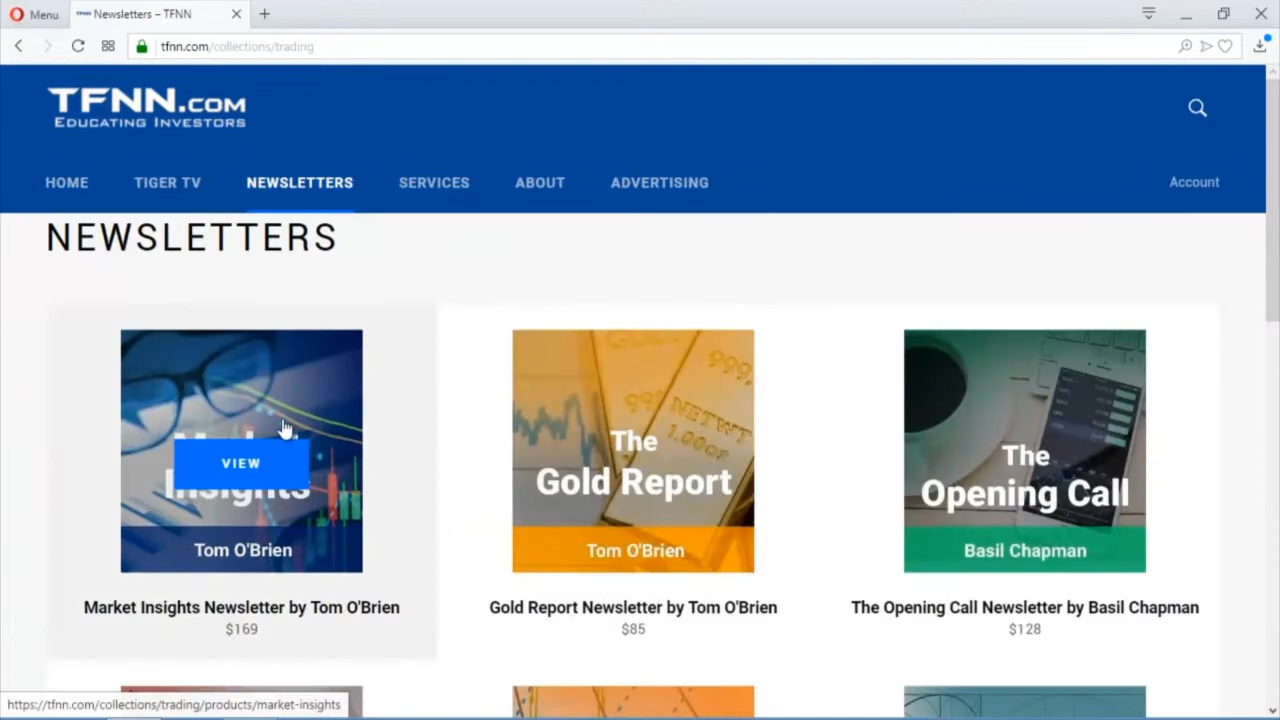 Menu
Newsletters – TFNN
tfnn.com/collections/trading
TFNN.COM
EDUCATING INVESTORS
HOME
TIGER TV
NEWSLETTERS
SERVICES
ABOUT
ADVERTISING
Account
NEWSLETTERS
VIEW
Insights
Tom O'Brien
The
Gold Report
Tom O'Brien
The
Opening Call
Basil Chapman
Market Insights Newsletter by Tom O'Brien
$169
Gold Report Newsletter by Tom O'Brien
$85
The Opening Call Newsletter by Basil Chapman
$128
https://tfnn.com/collections/trading/products/market-insights